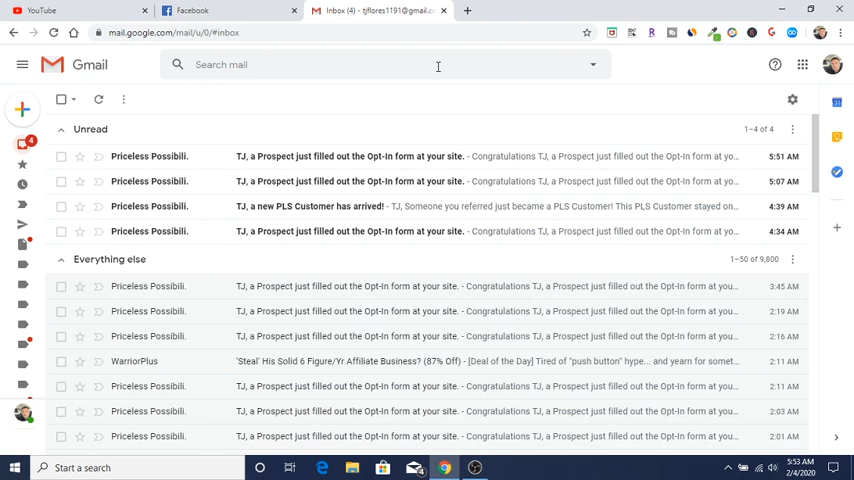 YouTube
Facebook
Inbox (4) - tjflores1191@gmail.co
mail.google.com/mail/u/0/#inbox
Gmail
Search mail
Unread
1–4 of 4
4
Priceless Possibili. TJ, a Prospect just filled out the Opt-In form at your site. - Congratulations TJ, a Prospect just filled out the Opt-In form at yo... 5:51 AM
Priceless Possibili. TJ, a Prospect just filled out the Opt-In form at your site. - Congratulations TJ, a Prospect just filled out the Opt-In form at yo... 5:07 AM
Priceless Possibili. TJ, a new PLS Customer has arrived! - TJ, Someone you referred just became a PLS Customer! This PLS Customer stayed on... 4:39 AM
Priceless Possibili. TJ, a Prospect just filled out the Opt-In form at your site. - Congratulations TJ, a Prospect just filled out the Opt-In form at yo... 4:34 AM
Everything else
1–50 of 9,800
Priceless Possibili. TJ, a Prospect just filled out the Opt-In form at your site. - Congratulations TJ, a Prospect just filled out the Opt-In form at you... 3:45 AM
Priceless Possibili. TJ, a Prospect just filled out the Opt-In form at your site. - Congratulations TJ, a Prospect just filled out the Opt-In form at you... 2:19 AM
Priceless Possibili. TJ, a Prospect just filled out the Opt-In form at your site. - Congratulations TJ, a Prospect just filled out the Opt-In form at you... 2:16 AM
WarriorPlus 'Steal' His Solid 6 Figure/Yr Affiliate Business? (87% Off) - [Deal of the Day] Tired of "push button" hype... and yearn for somet... 2:11 AM
Priceless Possibili. TJ, a Prospect just filled out the Opt-In form at your site. - Congratulations TJ, a Prospect just filled out the Opt-In form at you... 2:11 AM
Priceless Possibili. TJ, a Prospect just filled out the Opt-In form at your site. - Congratulations TJ, a Prospect just filled out the Opt-In form at you... 2:03 AM
Priceless Possibili. TJ, a Prospect just filled out the Opt-In form at your site. - Congratulations TJ, a Prospect just filled out the Opt-In form at you... 2:01 AM
Start a search
4
5:53 AM
2/4/2020